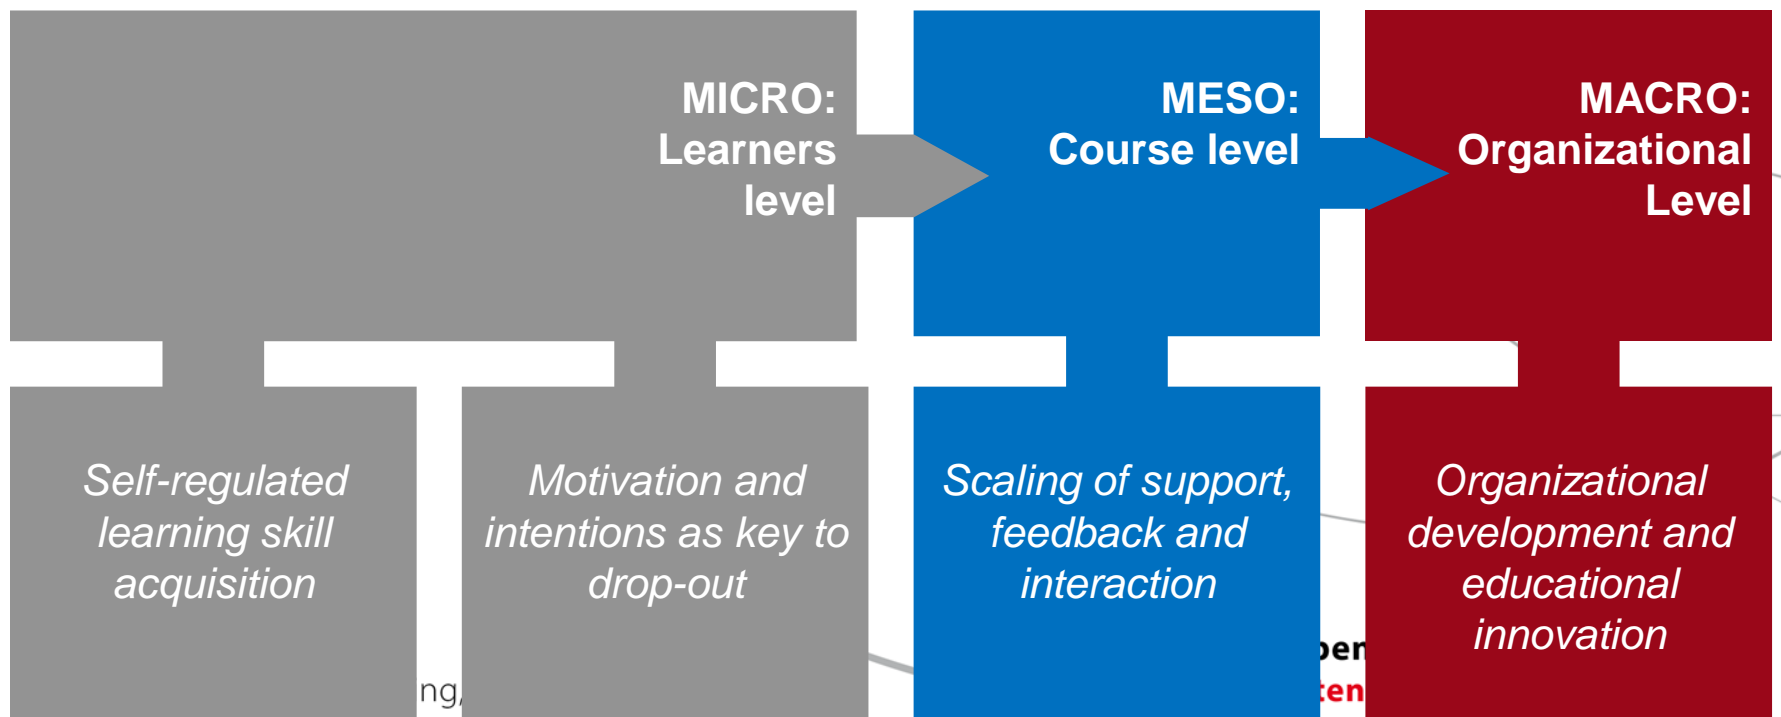 MICRO:
Learners
level
MESO:
Course level
MACRO:
Organizational
Level
Self-regulated
learning skill
acquisition
Motivation and
intentions as key to
drop-out
Scaling of support,
feedback and
interaction
Organizational
development and
educational
innovation